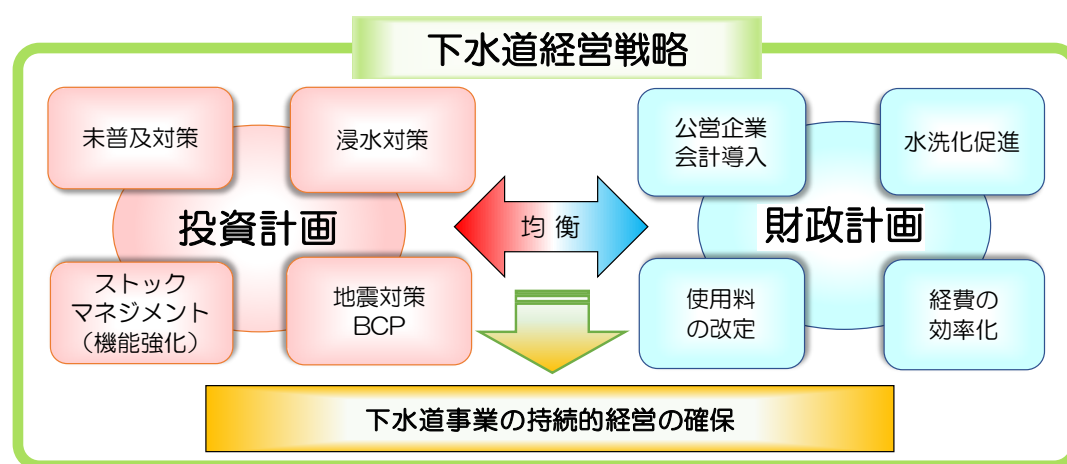 下水道経営戦略
未普及対策
浸水対策
投資計画
ストック
マネジメント
（機能強化）
地震対策
BCP
均 衡
公営企業
会計導入
水洗化促進
財政計画
使用料
の改定
経費の
効率化
下水道事業の持続的経営の確保